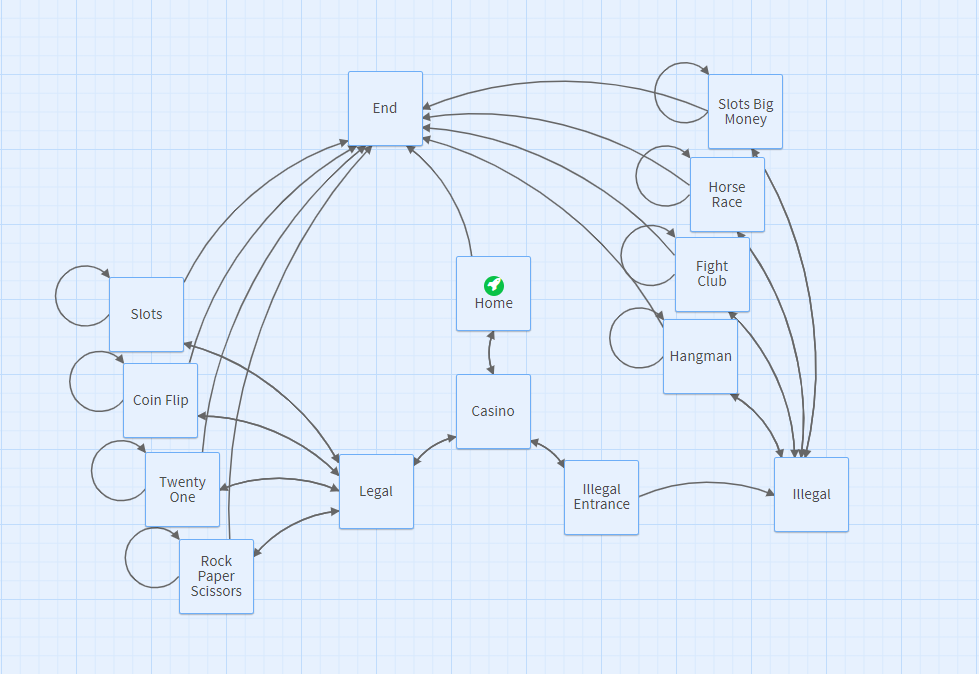 End
Slots Big
Money
Horse
Race
Fight
Club
Home
Slots
Hangman
Coin Flip
Casino
Twenty
One
Legal
Illegal
Entrance
Illegal
Rock
Paper
Scissors